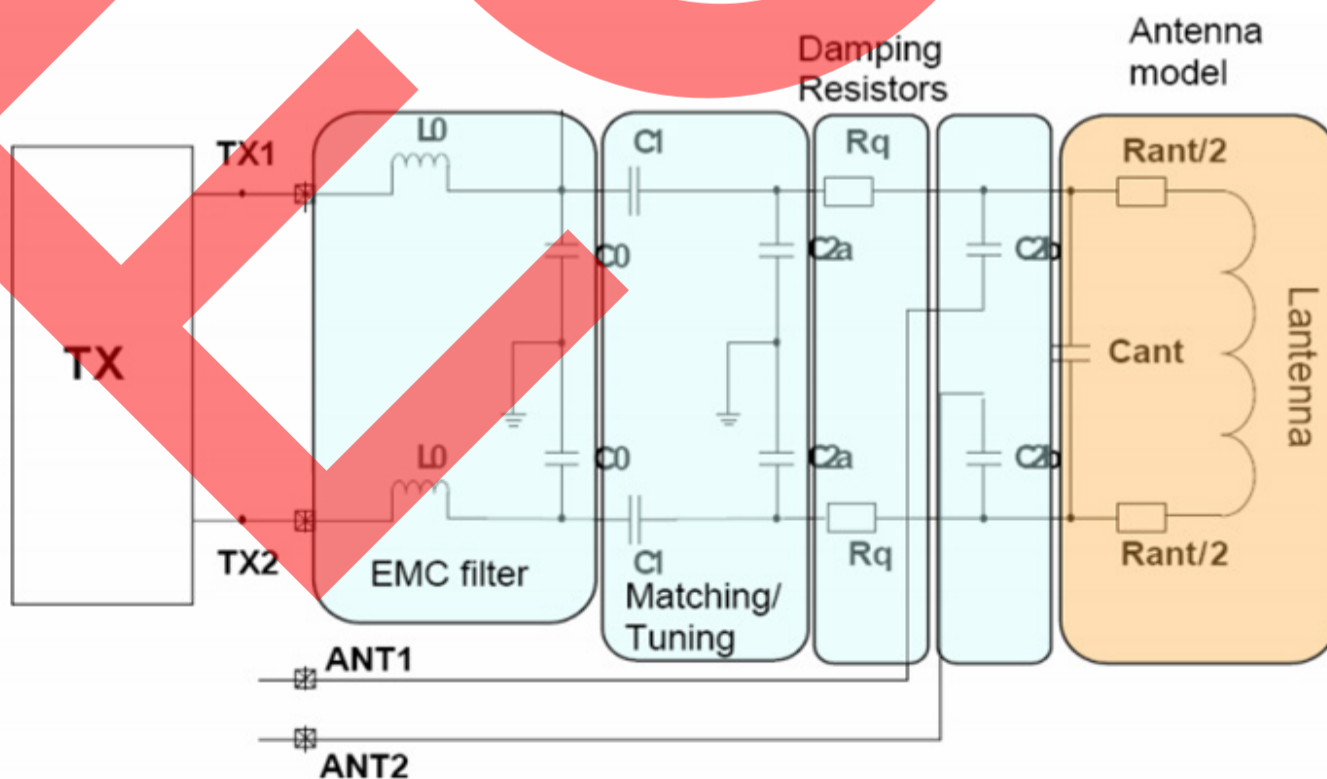 Damping
Resistors
Antenna
model
TX1
L0
C1
Rq
Rant/2
C0
C2a
C2b
TX
Cant
Lantenna
L0
C0
C2a
C2b
TX2
EMC filter
C1
Matching/
Tuning
Rq
Rant/2
ANT1
ANT2